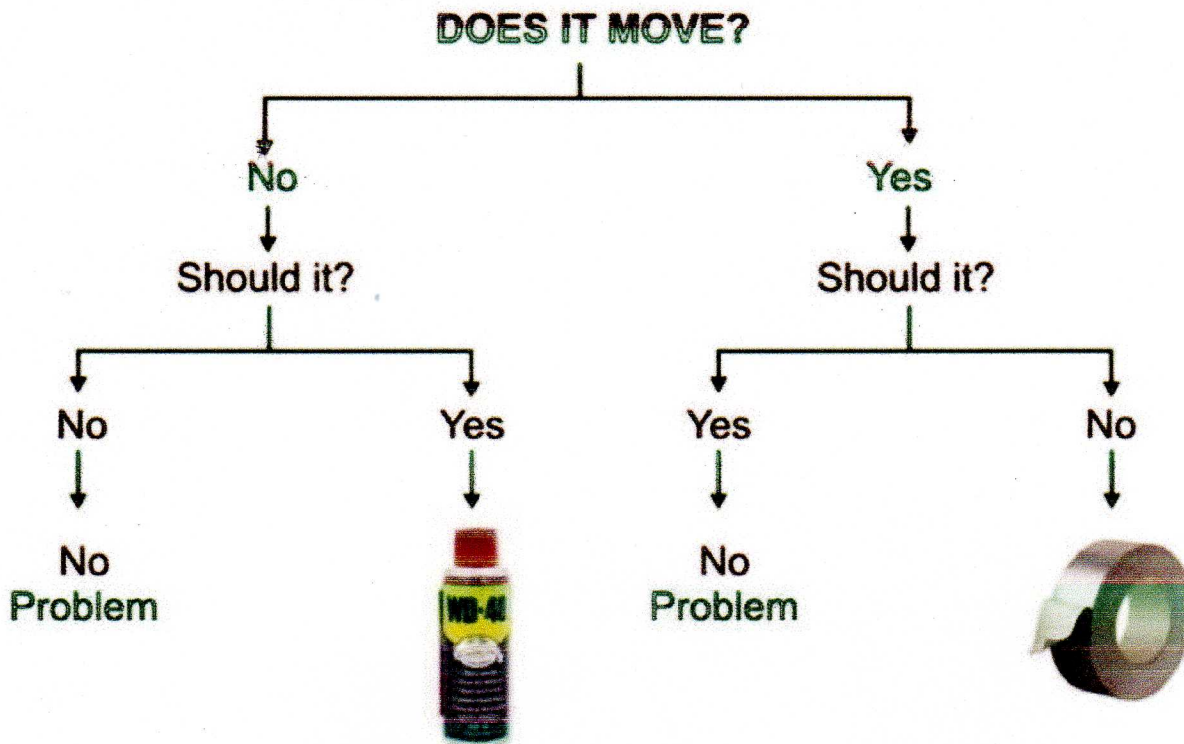 DOES IT MOVE?
No
Yes
Should it?
Should it?
No
Yes
Yes
No
No
Problem
WD-40
No
Problem